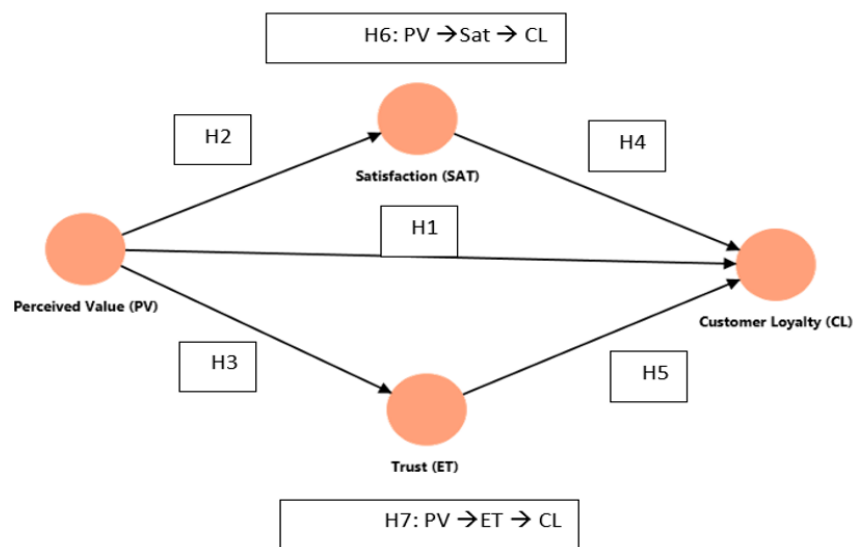 H6: PV →Sat → CL
H2
H4
Satisfaction (SAT)
H1
Perceived Value (PV)
Customer Loyalty (CL)
H3
H5
Trust (ET)
H7: PV →ET → CL